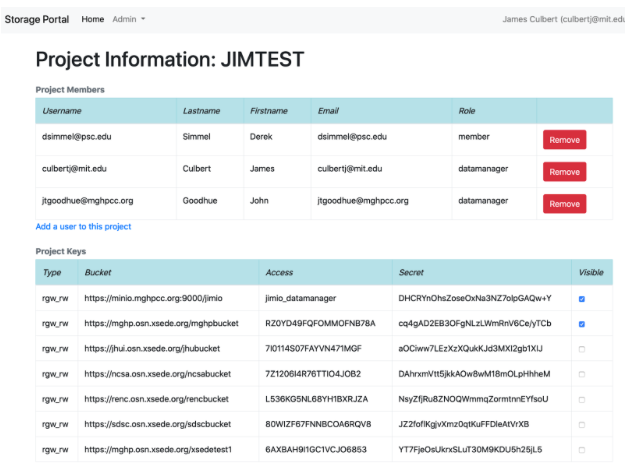 Storage Portal Home Admin James Culbert (culbertj@mit.edu
Project Information: JIMTEST
Project Members
Username Lastname Firstname Email Role
dsimmel@psc.edu Simmel Derek dsimmel@psc.edu member Remove
culbertj@mit.edu Culbert James culbertj@mit.edu datamanager Remove
jtgoodhue@mghpcc.org Goodhue John jtgoodhue@mghpcc.org datamanager Remove
Add a user to this project
Project Keys
Type Bucket Access Secret Visible
rgw_rw https://minio.mghpcc.org:9000/jimio jimio_datamanager DHCRYnOhsZoseOxNa3NZ7olpGAQw+Y
rgw_rw https://mghp.osn.xsede.org/mghpbucket RZ0YD49FQFOMMOFNB78A cq4gAD2EB3OFgNLzLWmRnV6Ce/yTCb
rgw_rw https://jhui.osn.xsede.org/jhubucket 7I0114S07FAYVN471MGF aOCiww7LEzXzXQukKJd3MXI2gb1XIJ
rgw_rw https://ncsa.osn.xsede.org/ncsabucket 7Z1206I4R76TTIO4JOB2 DAhrxmVtt5jkkAOw8wM18mOLpHhheM
rgw_rw https://renc.osn.xsede.org/rencbucket L536KG5NL68YH1BXRJZA NsyZfjRu8ZNOQWmmqZormtnnEYfsoU
rgw_rw https://sdsc.osn.xsede.org/sdscbucket 80WIZF67FNNBCOA6RQV8 JZ2foflKgjvXmz0qtKuFFDleAtVrXB
rgw_rw https://mghp.osn.xsede.org/xsedetest1 6AXBAH9I1GC1VCJO6853 YT7FjeOsUkrxSLuT30M9KDU5h25jL5